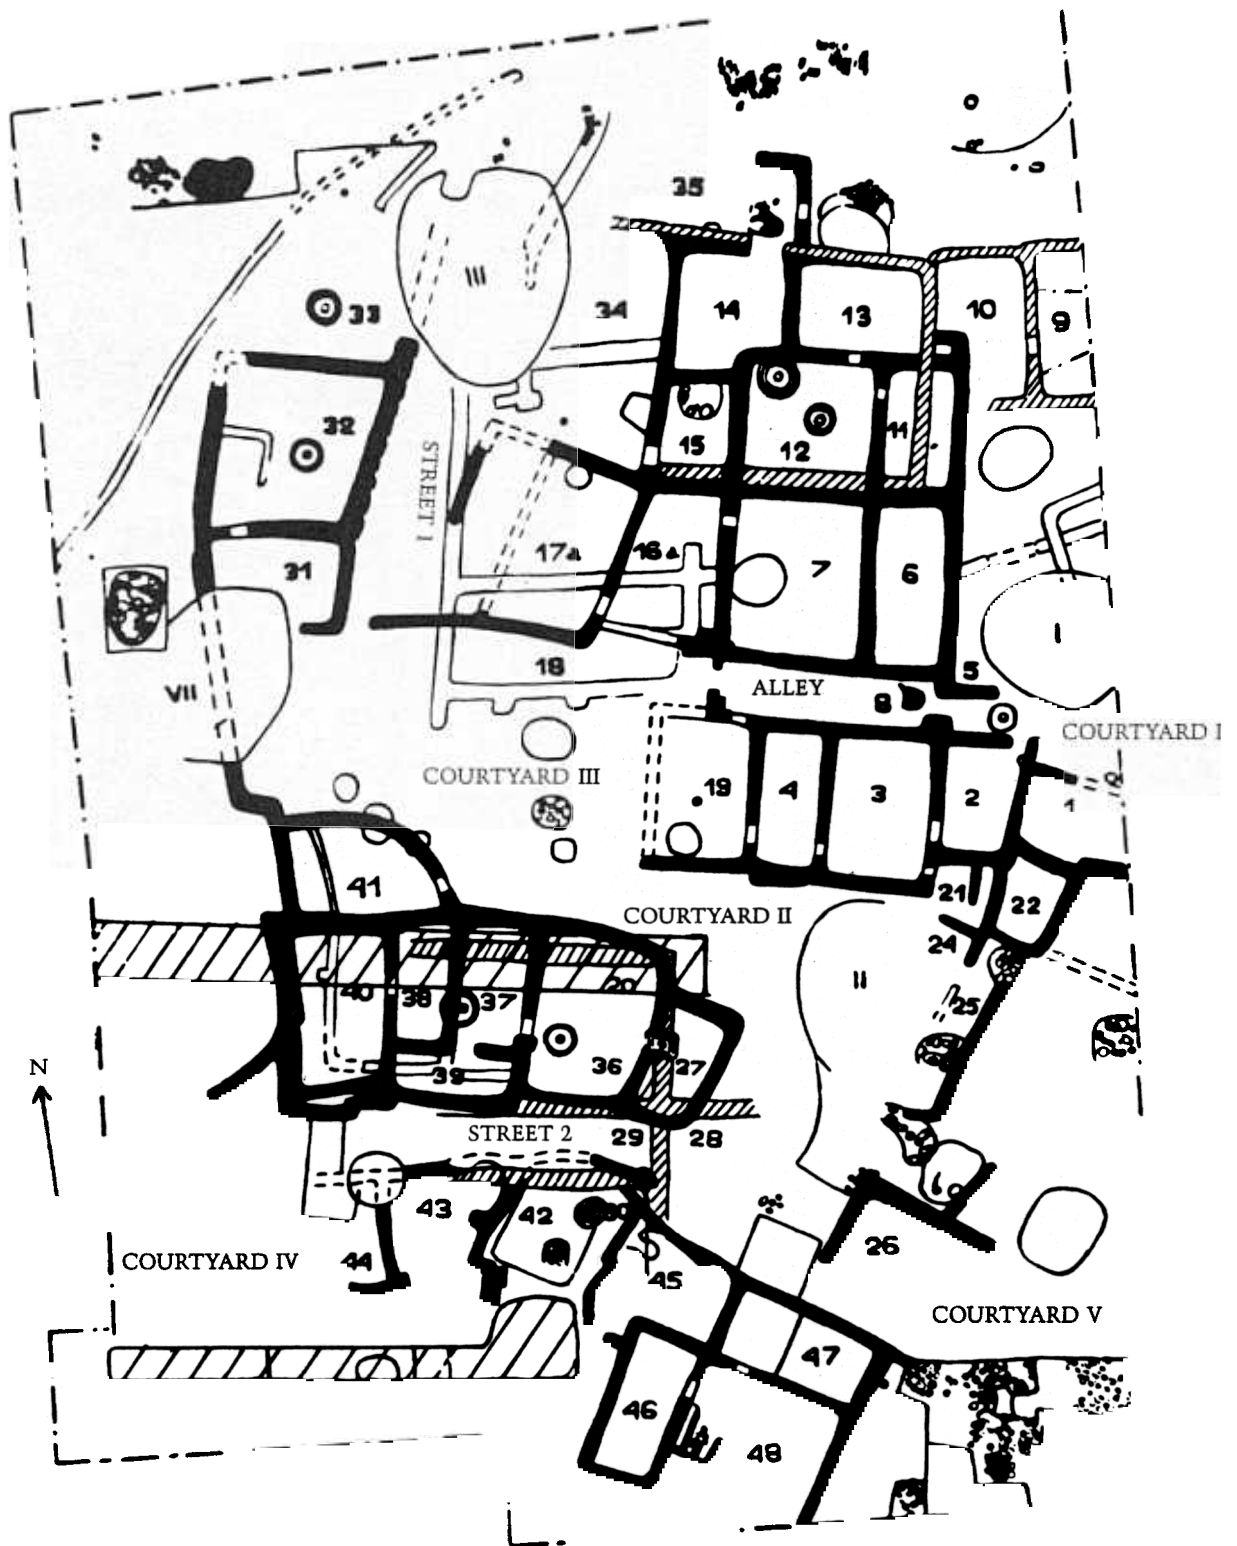 35
III
33
34
14
13
10
9
32
15
12
11
STREET 1
17a
16a
7
6
31
I
18
5
VII
ALLEY
8
COURTYARD I
COURTYARD III
19
4
3
2
1
41
21
22
COURTYARD II
24
II
20
40
38
37
25
36
27
39
STREET 2
29
28
N
43
42
26
COURTYARD IV
44
45
COURTYARD V
47
46
48